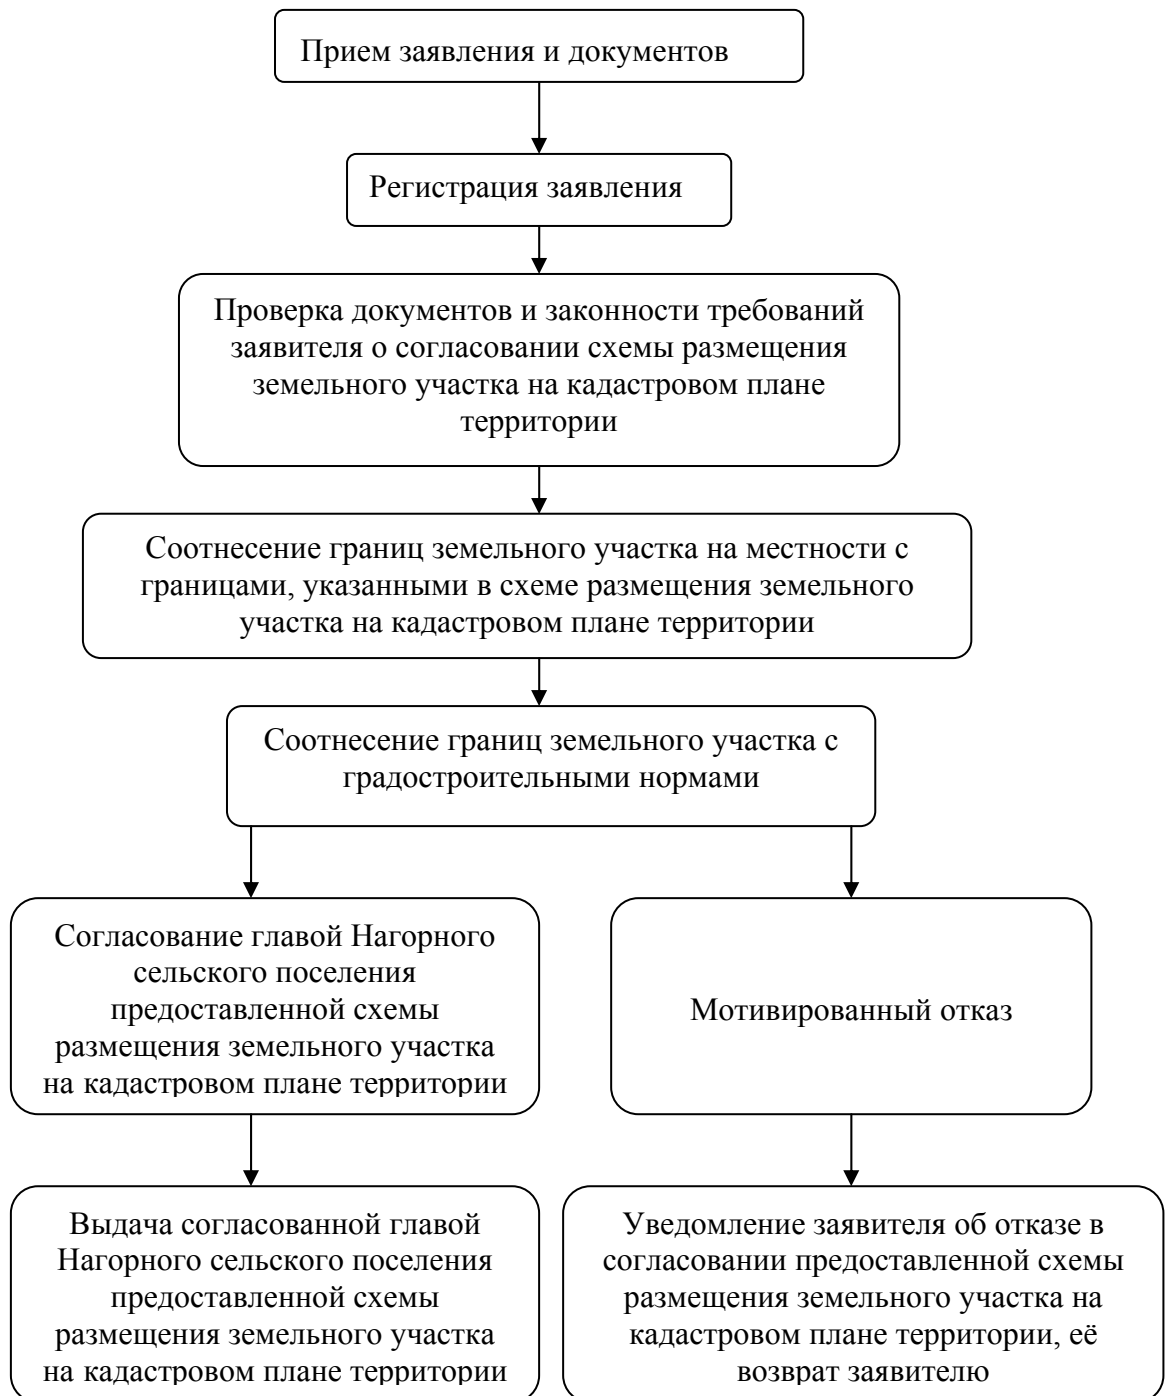 Прием заявления и документов
Регистрация заявления
Проверка документов и законности требований
заявителя о согласовании схемы размещения
земельного участка на кадастровом плане
территории
Соотнесение границ земельного участка на местности с
границами, указанными в схеме размещения земельного
участка на кадастровом плане территории
Соотнесение границ земельного участка с
градостроительными нормами
Согласование главой Нагорного
сельского поселения
предоставленной схемы
размещения земельного участка
на кадастровом плане территории
Мотивированный отказ
Выдача согласованной главой
Нагорного сельского поселения
предоставленной схемы
размещения земельного участка
на кадастровом плане территории
Уведомление заявителя об отказе в
согласовании предоставленной схемы
размещения земельного участка на
кадастровом плане территории, её
возврат заявителю